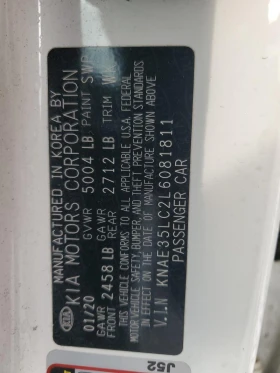 MANUFACTURED IN KOREA BY
KIA MOTORS CORPORATION
01/20 GVWR 5004 LB PAINT SWP
GAWR FRONT 2458 LB GAWR REAR 2712 LB TRIM
THIS VEHICLE CONFORMS TO ALL APPLICABLE U.S.A. FEDERAL
MOTOR VEHICLE SAFETY, BUMPER, AND THEFT PREVENTION STANDARDS
IN EFFECT ON THE DATE OF MANUFACTURE SHOWN ABOVE
V.I.N KNAE35LC2L6081811
PASSENGER CAR
J52